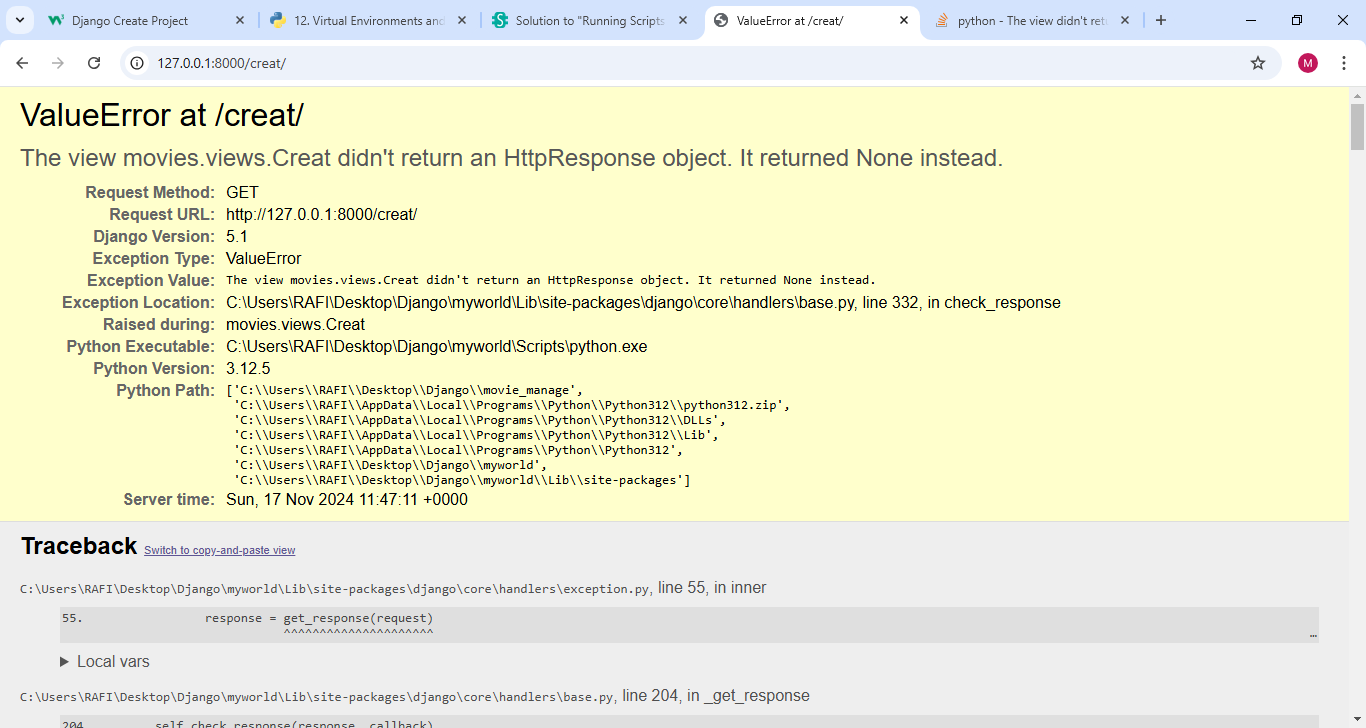 Django Create Project
12. Virtual Environments and
Solution to "Running Scripts
ValueError at /creat/
python - The view didn't retu
127.0.0.1:8000/creat/
M
ValueError at /creat/
The view movies.views.Creat didn't return an HttpResponse object. It returned None instead.
Request Method: GET
Request URL: http://127.0.0.1:8000/creat/
Django Version: 5.1
Exception Type: ValueError
Exception Value: The view movies.views.Creat didn't return an HttpResponse object. It returned None instead.
Exception Location: C:\Users\RAFI\Desktop\Django\myworld\Lib\site-packages\django\core\handlers\base.py, line 332, in check_response
Raised during: movies.views.Creat
Python Executable: C:\Users\RAFI\Desktop\Django\myworld\Scripts\python.exe
Python Version: 3.12.5
Python Path: ['C:\\Users\\RAFI\\Desktop\\Django\\movie_manage',
'C:\\Users\\RAFI\\AppData\\Local\\Programs\\Python\\Python312\\python312.zip',
'C:\\Users\\RAFI\\AppData\\Local\\Programs\\Python\\Python312\\DLLs',
'C:\\Users\\RAFI\\AppData\\Local\\Programs\\Python\\Python312\\Lib',
'C:\\Users\\RAFI\\AppData\\Local\\Programs\\Python\\Python312',
'C:\\Users\\RAFI\\Desktop\\Django\\myworld',
'C:\\Users\\RAFI\\Desktop\\Django\\myworld\\Lib\\site-packages']
Server time: Sun, 17 Nov 2024 11:47:11 +0000
Traceback Switch to copy-and-paste view
C:\Users\RAFI\Desktop\Django\myworld\Lib\site-packages\django\core\handlers\exception.py, line 55, in inner
55. response = get_response(request)
^^^^^^^^^^^^^^^^^^^^^
…
Local vars
C:\Users\RAFI\Desktop\Django\myworld\Lib\site-packages\django\core\handlers\base.py, line 204, in _get_response
204. self.check_response(response, callback)